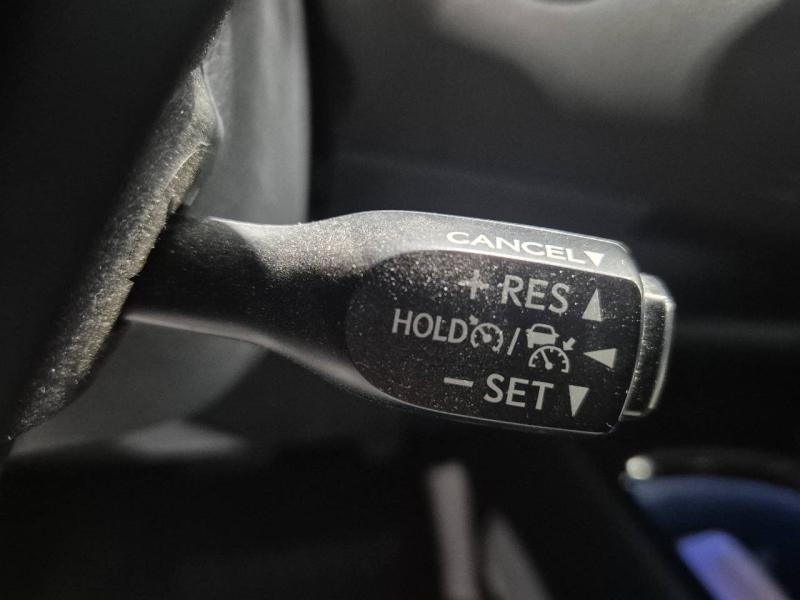 CANCEL▼
+ RES ▲
HOLD / ◀
− SET ▼